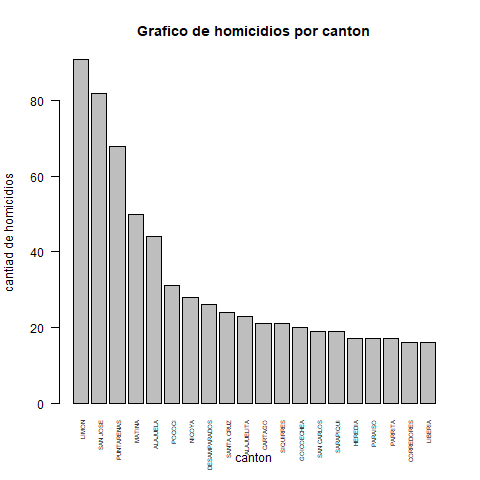 Grafico de homicidios por canton
cantiad de homicidios
80
60
40
20
0
LIMON
SAN JOSE
PUNTARENAS
MATINA
ALAJUELA
POCOCI
NICOYA
DESAMPARADOS
SANTA CRUZ
ALAJUELITA
CARTAGO
SIQUIRRES
GOICOECHEA
SAN CARLOS
SARAPIQUI
HEREDIA
PARAISO
PARRITA
CORREDORES
LIBERIA
canton